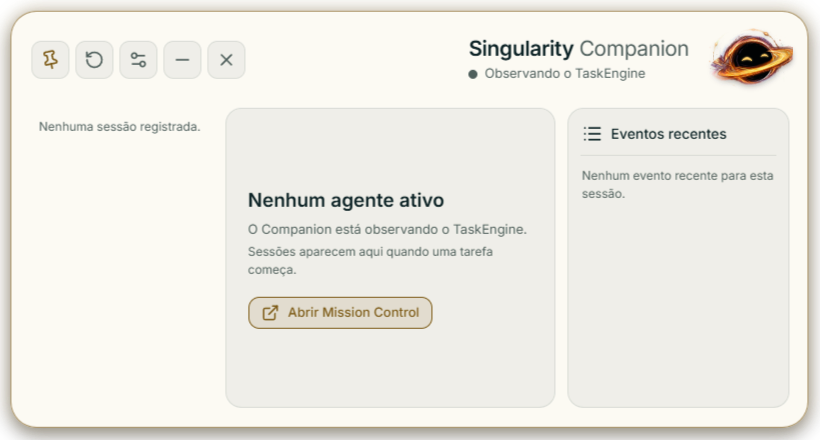 Singularity Companion
Observando o TaskEngine
Nenhuma sessão registrada.
Nenhum agente ativo
O Companion está observando o TaskEngine.
Sessões aparecem aqui quando uma tarefa
começa.
Abrir Mission Control
Eventos recentes
Nenhum evento recente para esta
sessão.